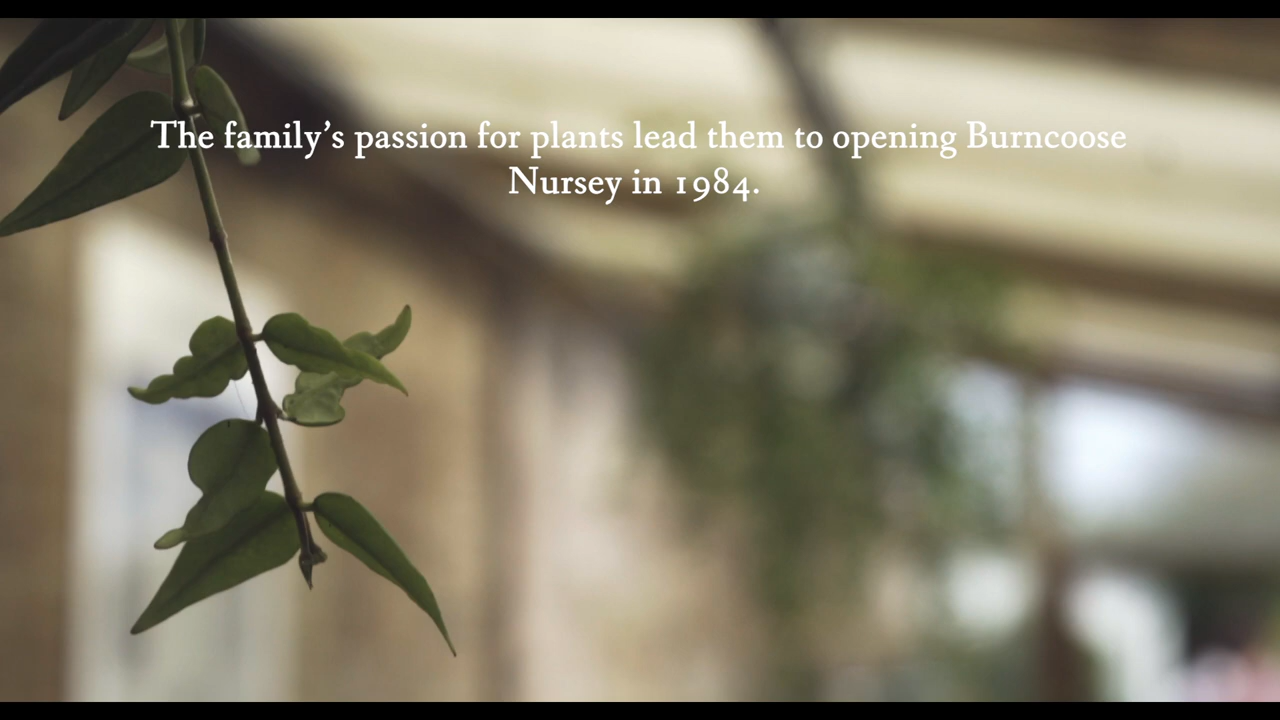 The family’s passion for plants lead them to opening Burncoose
Nursey in 1984.